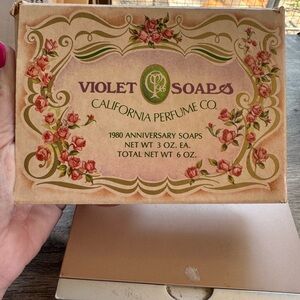 VIOLET SOAPS
CALIFORNIA PERFUME CO.
1980 ANNIVERSARY SOAPS
NET WT 3 OZ. EA.
TOTAL NET WT 6 OZ.